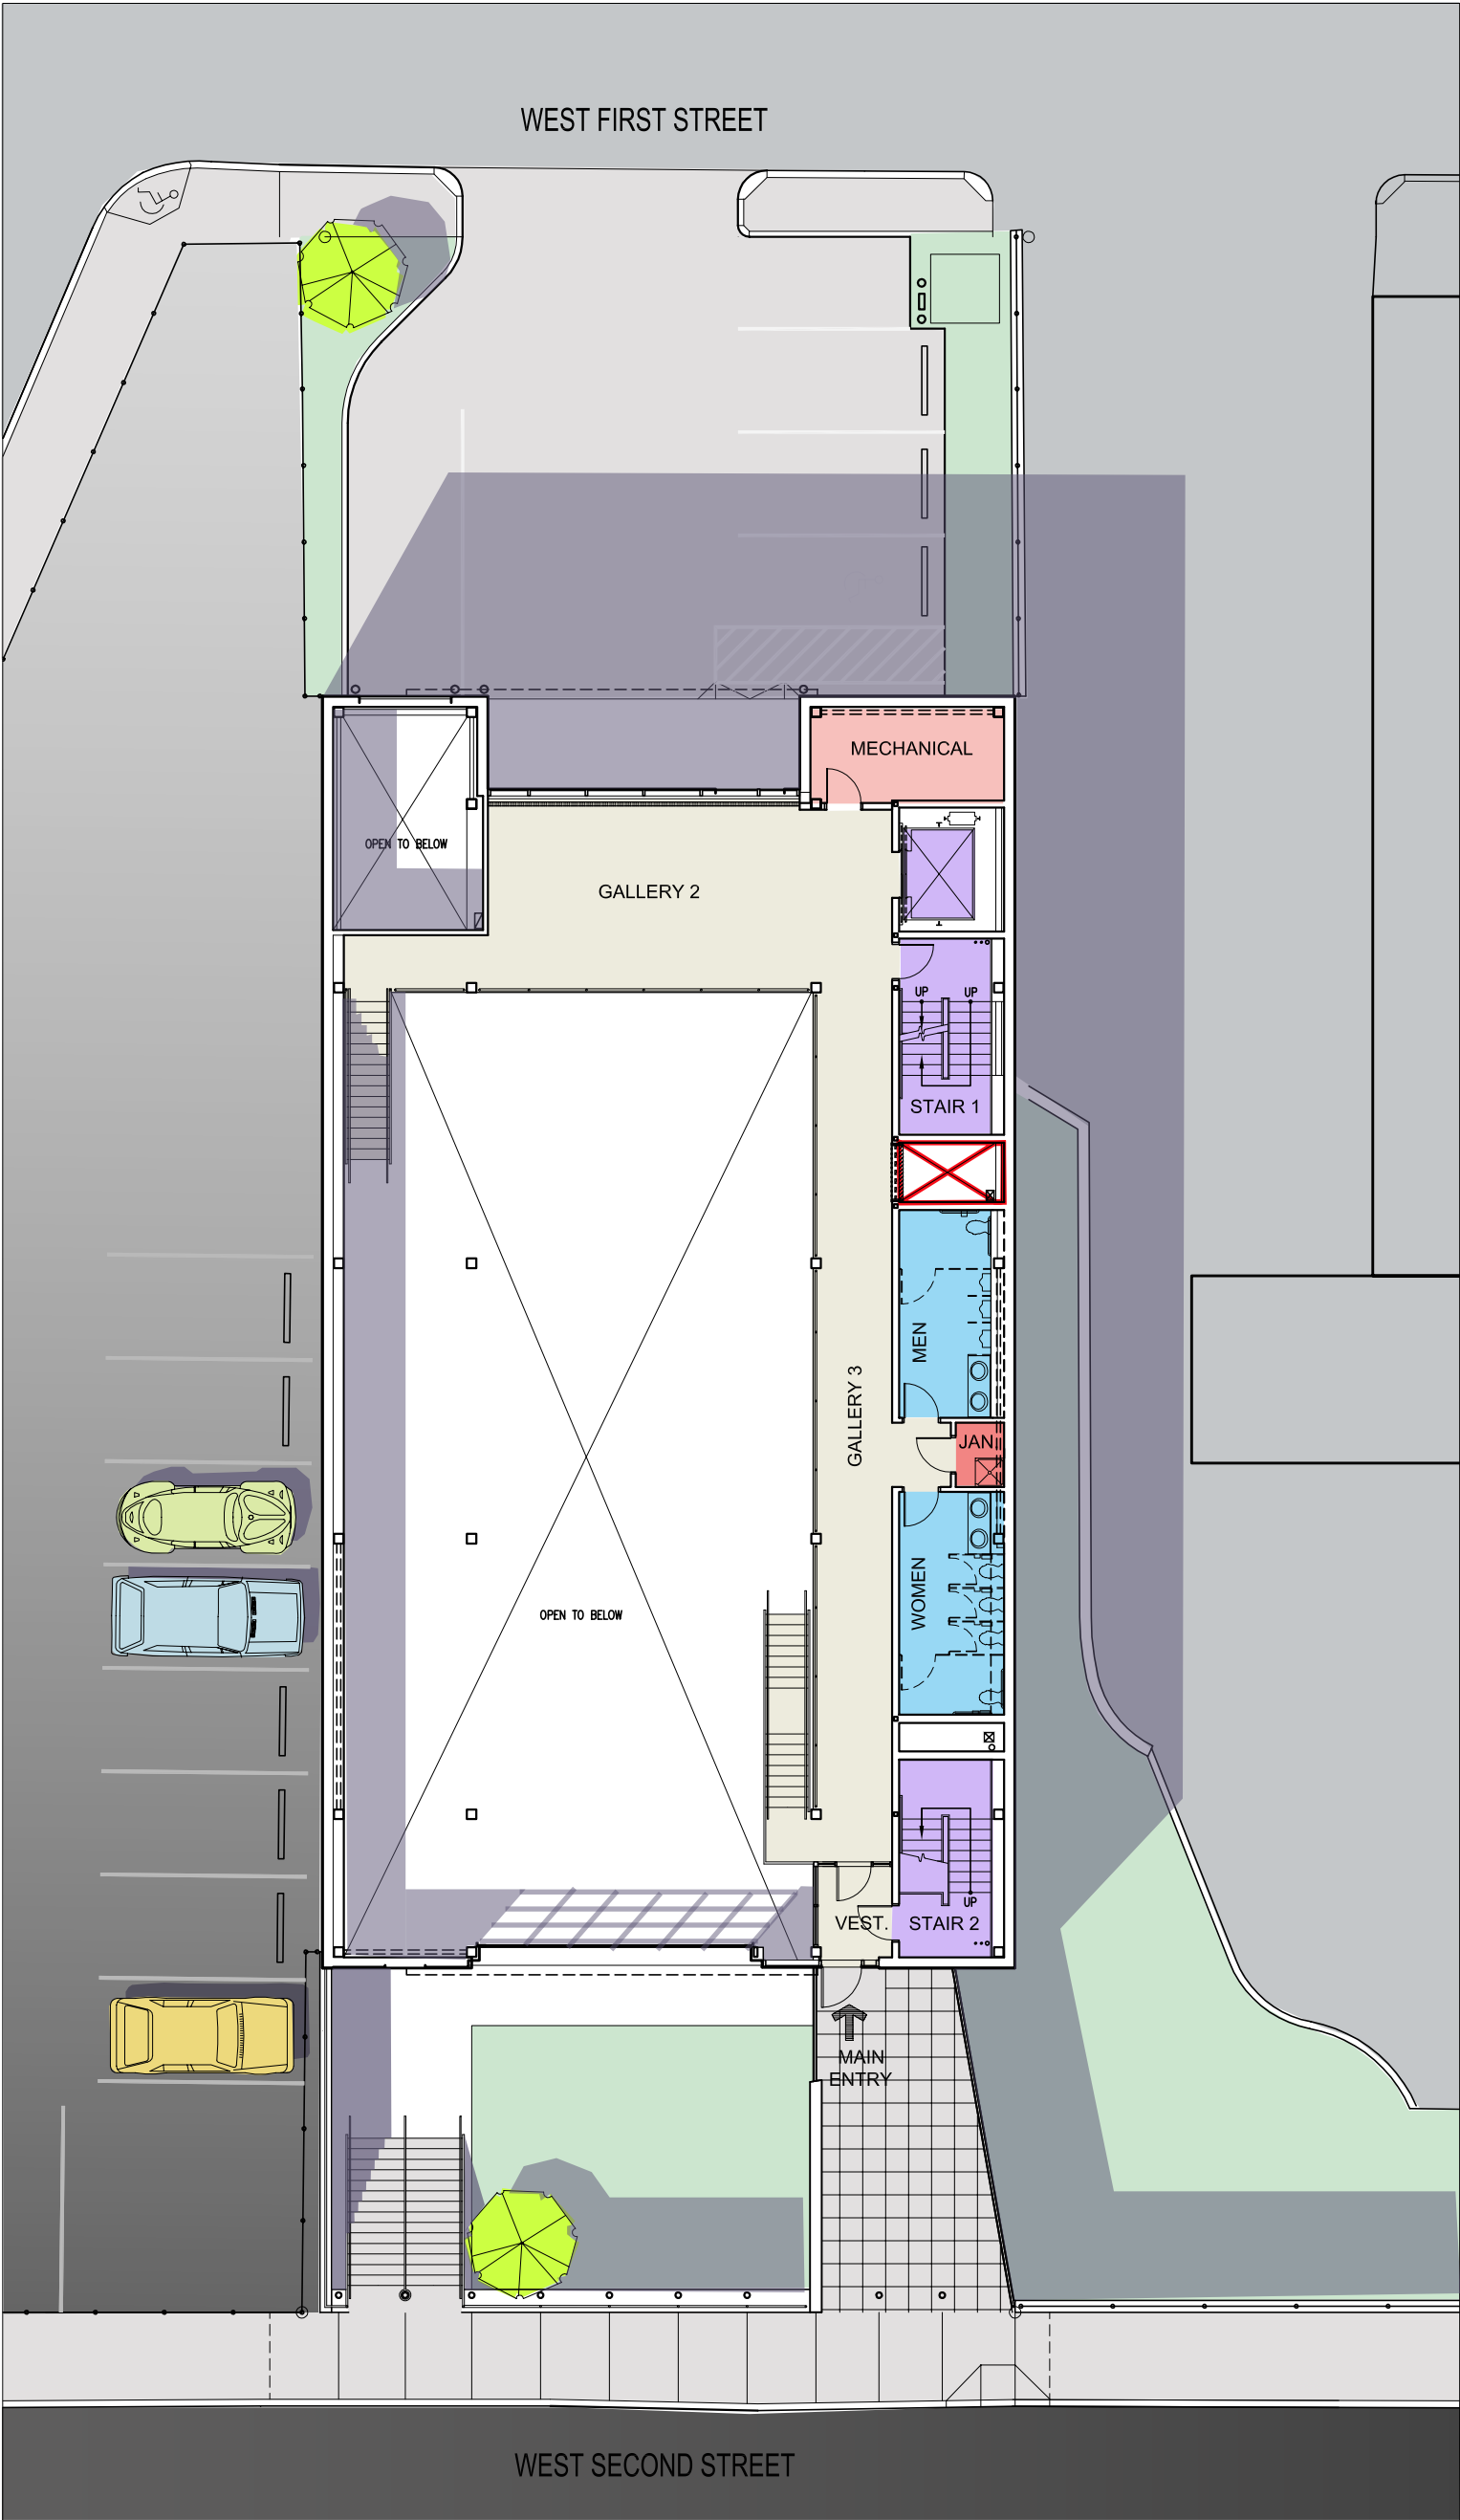 WEST FIRST STREET
MECHANICAL
OPEN TO BELOW
GALLERY 2
UP
UP
STAIR 1
MEN
GALLERY 3
JAN
WOMEN
OPEN TO BELOW
UP
VEST.
STAIR 2
MAIN
ENTRY
WEST SECOND STREET